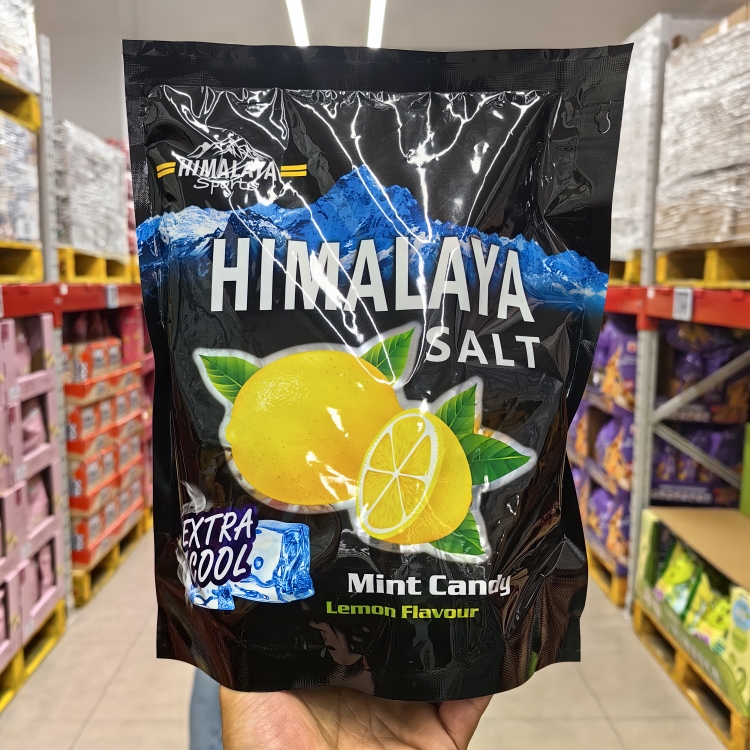 HIMALAYA
Sports
HIMALAYA
SALT
EXTRA
COOL
Mint Candy
Lemon Flavour